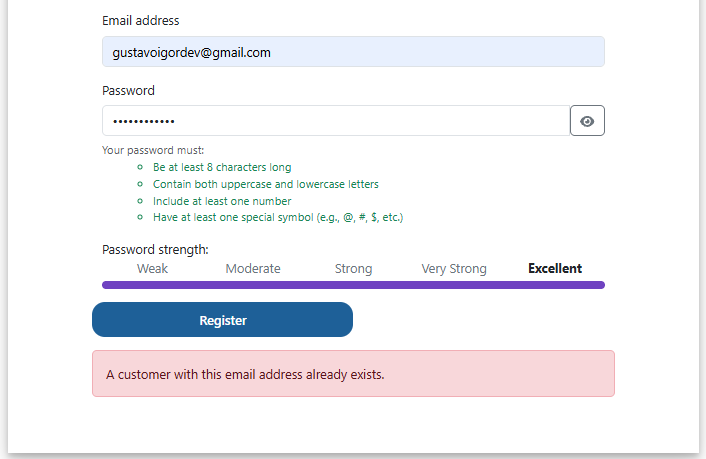 Email address
gustavoigordev@gmail.com
Password
••••••••••••
Your password must:
Be at least 8 characters long
Contain both uppercase and lowercase letters
Include at least one number
Have at least one special symbol (e.g., @, #, $, etc.)
Password strength:
Weak Moderate Strong Very Strong Excellent
Register
A customer with this email address already exists.